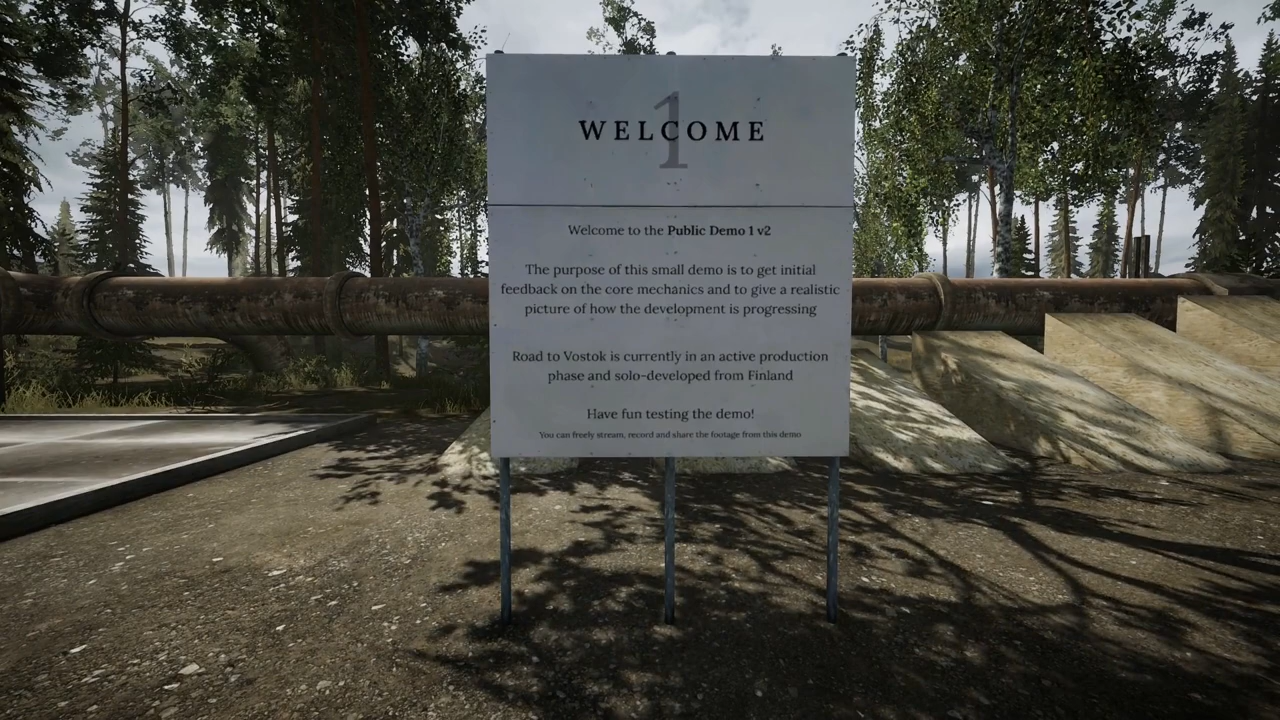 1
WELCOME
Welcome to the Public Demo 1 v2
The purpose of this small demo is to get initial
feedback on the core mechanics and to give a realistic
picture of how the development is progressing
Road to Vostok is currently in an active production
phase and solo-developed from Finland
Have fun testing the demo!
You can freely stream, record and share the footage from this demo